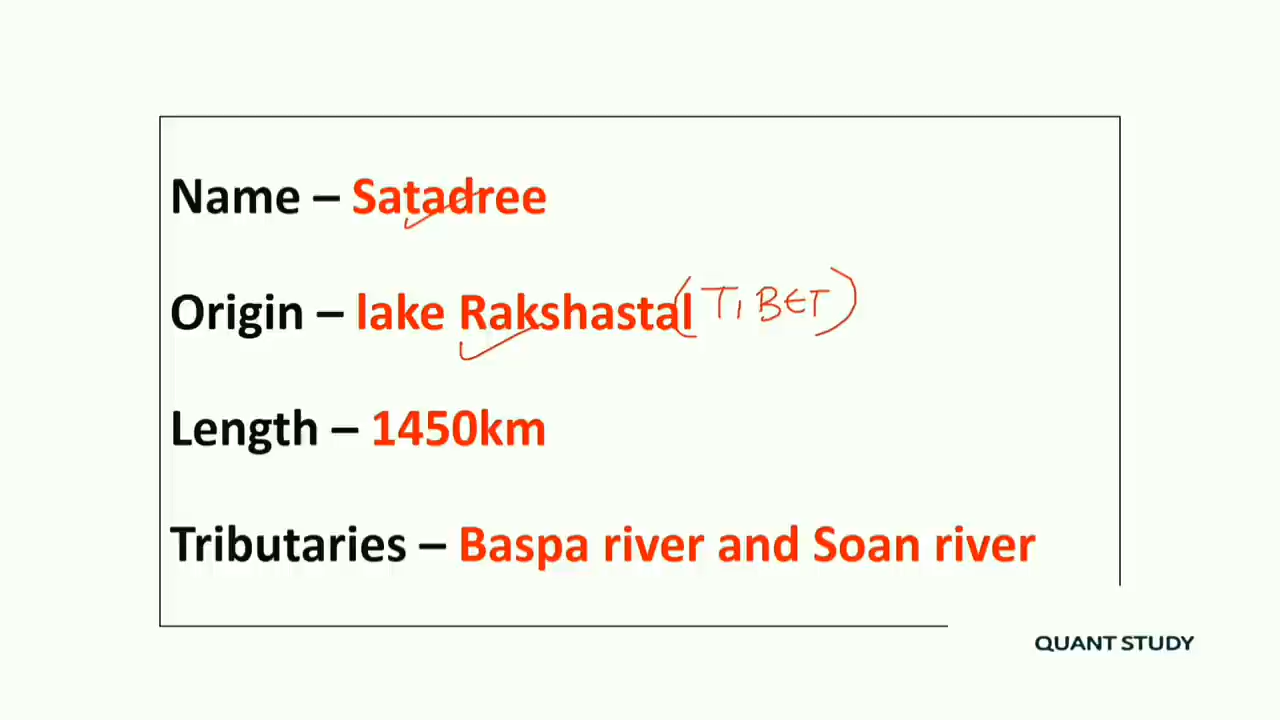 Name – Satadree
Origin – lake Rakshastal (TIBET)
Length – 1450km
Tributaries – Baspa river and Soan river
QUANT STUDY